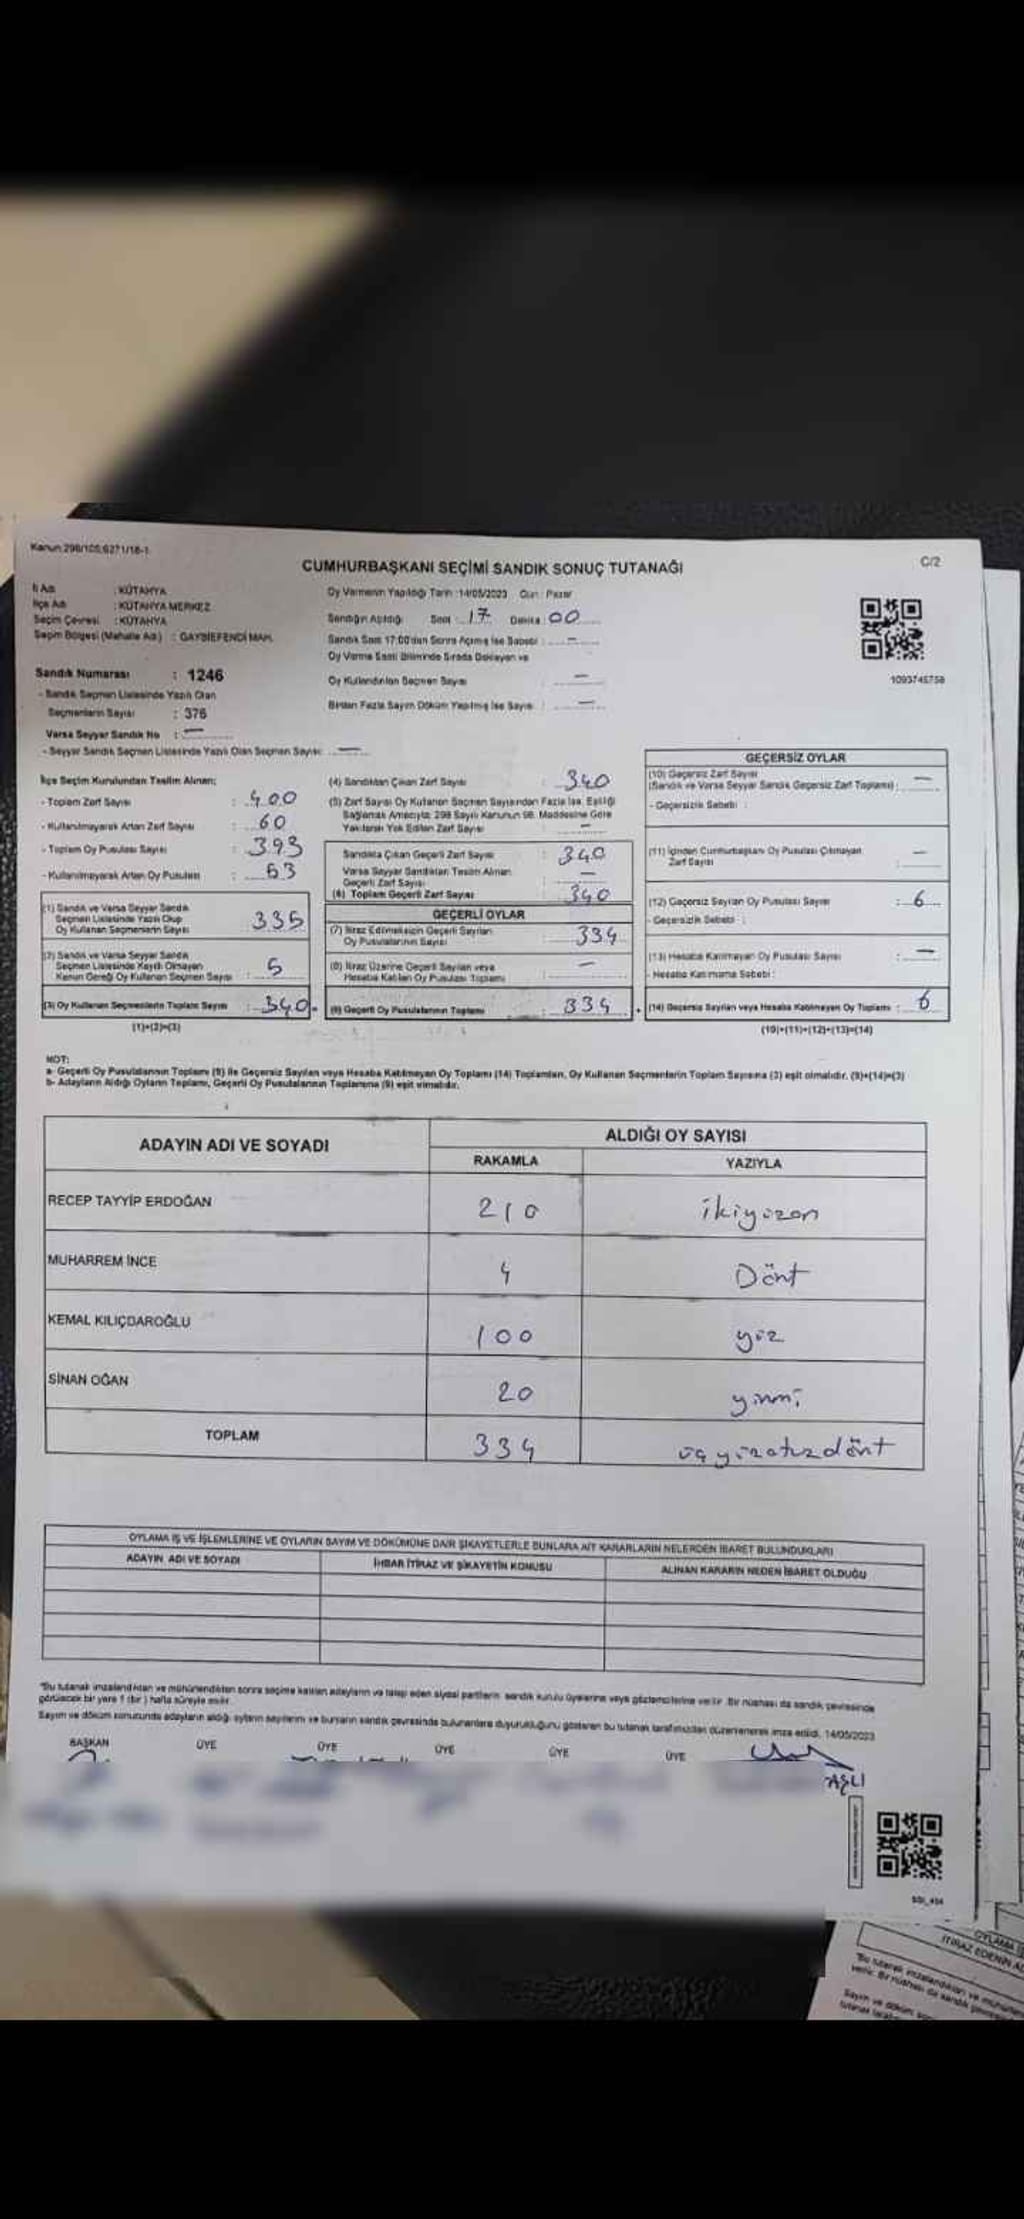 Kanun:298/105;6271/18-1
C/2
CUMHURBAŞKANI SEÇİMİ SANDIK SONUÇ TUTANAĞI
İl Adı : KÜTAHYA
İlçe Adı : KÜTAHYA MERKEZ
Seçim Çevresi : KÜTAHYA
Seçim Bölgesi (Mahalle Adı) : GAYBİEFENDİ MAH.
Sandık Numarası : 1246
- Sandık Seçmen Listesinde Yazılı Olan
Seçmenlerin Sayısı : 376
Varsa Seyyar Sandık No : —
- Seyyar Sandık Seçmen Listesinde Yazılı Olan Seçmen Sayısı: —
Oy Vermenin Yapıldığı Tarih :14/05/2023 Gün : Pazar
Sandığın Açıldığı Saat : 17 Dakika : 00
Sandık Saat 17:00'dan Sonra Açılmış İse Sebebi : —
Oy Verme Saati Bitiminde Sırada Bekleyen ve
Oy Kullandırılan Seçmen Sayısı : —
Birden Fazla Sayım Döküm Yapılmış İse Sayısı : —
1093745758
İlçe Seçim Kurulundan Teslim Alınan;
- Toplam Zarf Sayısı : 400
- Kullanılmayarak Artan Zarf Sayısı : 60
- Toplam Oy Pusulası Sayısı : 393
- Kullanılmayarak Artan Oy Pusulası : 53
(1) Sandık ve Varsa Seyyar Sandık
Seçmen Listesinde Yazılı Olup
Oy Kullanan Seçmenlerin Sayısı : 335
(2) Sandık ve Varsa Seyyar Sandık
Seçmen Listesinde Kayıtlı Olmayan
Kanun Gereği Oy Kullanan Seçmen Sayısı : 5
(3) Oy Kullanan Seçmenlerin Toplam Sayısı : 340
(1)+(2)=(3)
(4) Sandıktan Çıkan Zarf Sayısı : 340
(5) Zarf Sayısı Oy Kullanan Seçmen Sayısından Fazla İse, Eşitliği
Sağlamak Amacıyla 298 Sayılı Kanunun 98. Maddesine Göre
Yakılarak Yok Edilen Zarf Sayısı : —
Sandıkta Çıkan Geçerli Zarf Sayısı : 340
Varsa Seyyar Sandıktan Teslim Alınan
Geçerli Zarf Sayısı : —
(6) Toplam Geçerli Zarf Sayısı : 340
GEÇERLİ OYLAR
(7) İtiraz Edilmeksizin Geçerli Sayılan
Oy Pusulalarının Sayısı : 334
(8) İtiraz Üzerine Geçerli Sayılan veya
Hesaba Katılan Oy Pusulası Toplamı : —
(9) Geçerli Oy Pusulalarının Toplamı : 334
GEÇERSİZ OYLAR
(10) Geçersiz Zarf Sayısı
(Sandık ve Varsa Seyyar Sandık Geçersiz Zarf Toplamı) : —
- Geçersizlik Sebebi :
(11) İçinden Cumhurbaşkanı Oy Pusulası Çıkmayan
Zarf Sayısı : —
(12) Geçersiz Sayılan Oy Pusulası Sayısı : 6
- Geçersizlik Sebebi :
(13) Hesaba Katılmayan Oy Pusulası Sayısı : —
- Hesaba Katılmama Sebebi :
(14) Geçersiz Sayılan veya Hesaba Katılmayan Oy Toplamı : 6
(10)+(11)+(12)+(13)=(14)
NOT:
a- Geçerli Oy Pusulalarının Toplamı (9) ile Geçersiz Sayılan veya Hesaba Katılmayan Oy Toplamı (14) Toplamları, Oy Kullanan Seçmenlerin Toplam Sayısına (3) eşit olmalıdır. (9)+(14)=(3)
b- Adayların Aldığı Oyların Toplamı, Geçerli Oy Pusulalarının Toplamına (9) eşit olmalıdır.
ADAYIN ADI VE SOYADI
ALDIĞI OY SAYISI
RAKAMLA YAZIYLA
RECEP TAYYİP ERDOĞAN 210 ikiyüzon
MUHARREM İNCE 4 Dört
KEMAL KILIÇDAROĞLU 100 yüz
SİNAN OĞAN 20 yirmi
TOPLAM 334 üçyüzotuzdört
OYLAMA İŞ VE İŞLEMLERİNE VE OYLARIN SAYIM VE DÖKÜMÜNE DAİR ŞİKAYETLERLE BUNLARA AİT KARARLARIN NELERDEN İBARET BULUNDUKLARI
ADAYIN ADI VE SOYADI İHBAR İTİRAZ VE ŞİKAYETİN KONUSU ALINAN KARARIN NEDEN İBARET OLDUĞU
"Bu tutanak imzalandıktan ve mühürlendikten sonra seçime katılan adayların ve talep eden siyasi partilerin sandık kurulu üyelerine veya gözlemcilerine verilir. Bir nüshası da sandık çevresinde
görülecek bir yere 1 (bir) hafta süreyle asılır.
Sayım ve döküm sonucunda adayların aldığı oyların sayılarını ve bunların sandık çevresinde bulunanlara duyurulduğunu gösteren bu tutanak tarafımızdan düzenlenerek imza edildi. 14/05/2023
BAŞKAN ÜYE ÜYE ÜYE ÜYE ÜYE
AŞLI
OYLAMA
"Bu tutanak imzalandıktan ve mühürlen
verilir. Bir nüshası da sandık çevresin
Sayım ve döküm